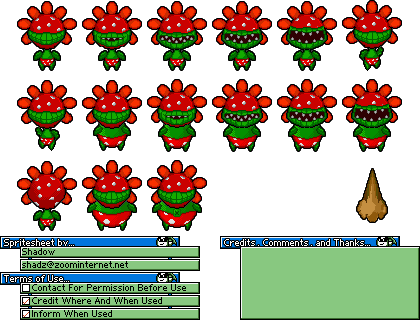 Spritesheet by...
Shadow
shadz@zoominternet.net
Terms of Use...
Contact For Permission Before Use
Credit Where And When Used
Inform When Used
Credits.. Comments.. and Thanks...